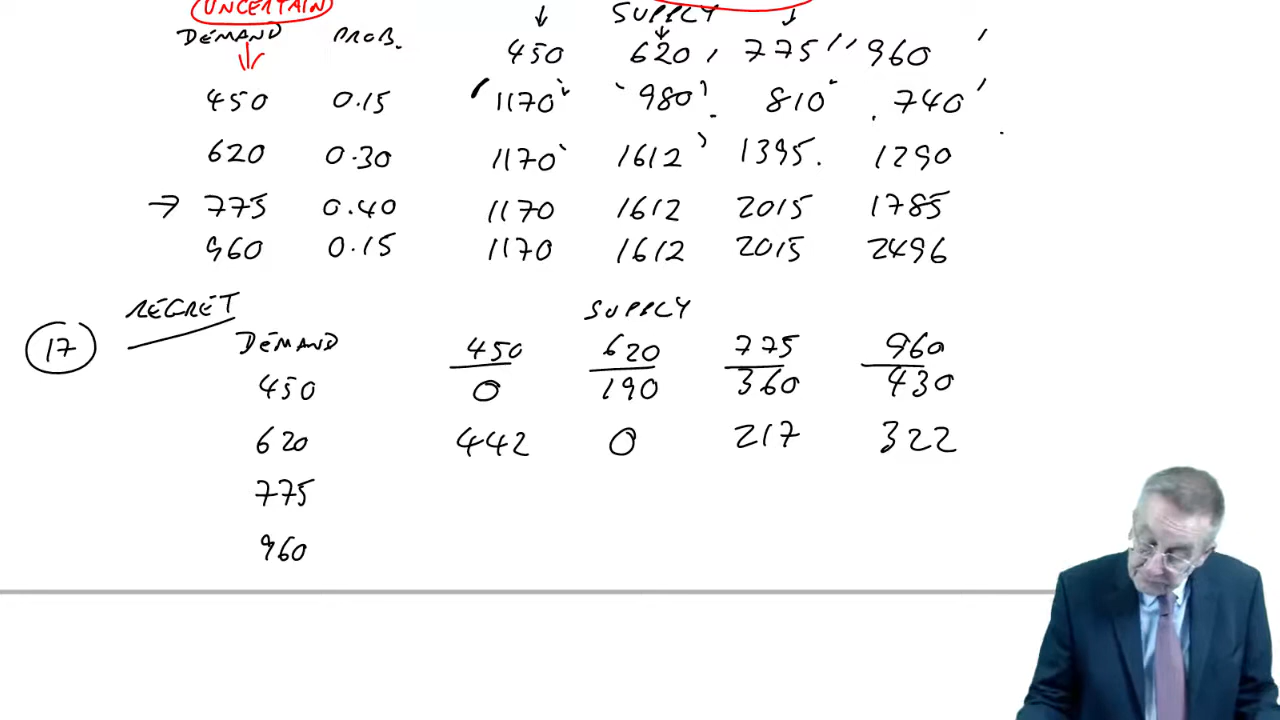 UNCERTAIN
SUPPLY
DEMAND PROB. 450 620 775 960
450 0.15 1170 980 810 740
620 0.30 1170 1612 1395 1290
→ 775 0.40 1170 1612 2015 1785
960 0.15 1170 1612 2015 2496
REGRET SUPPLY
17 DEMAND 450 620 775 960
450 0 190 360 430
620 442 0 217 322
775
960